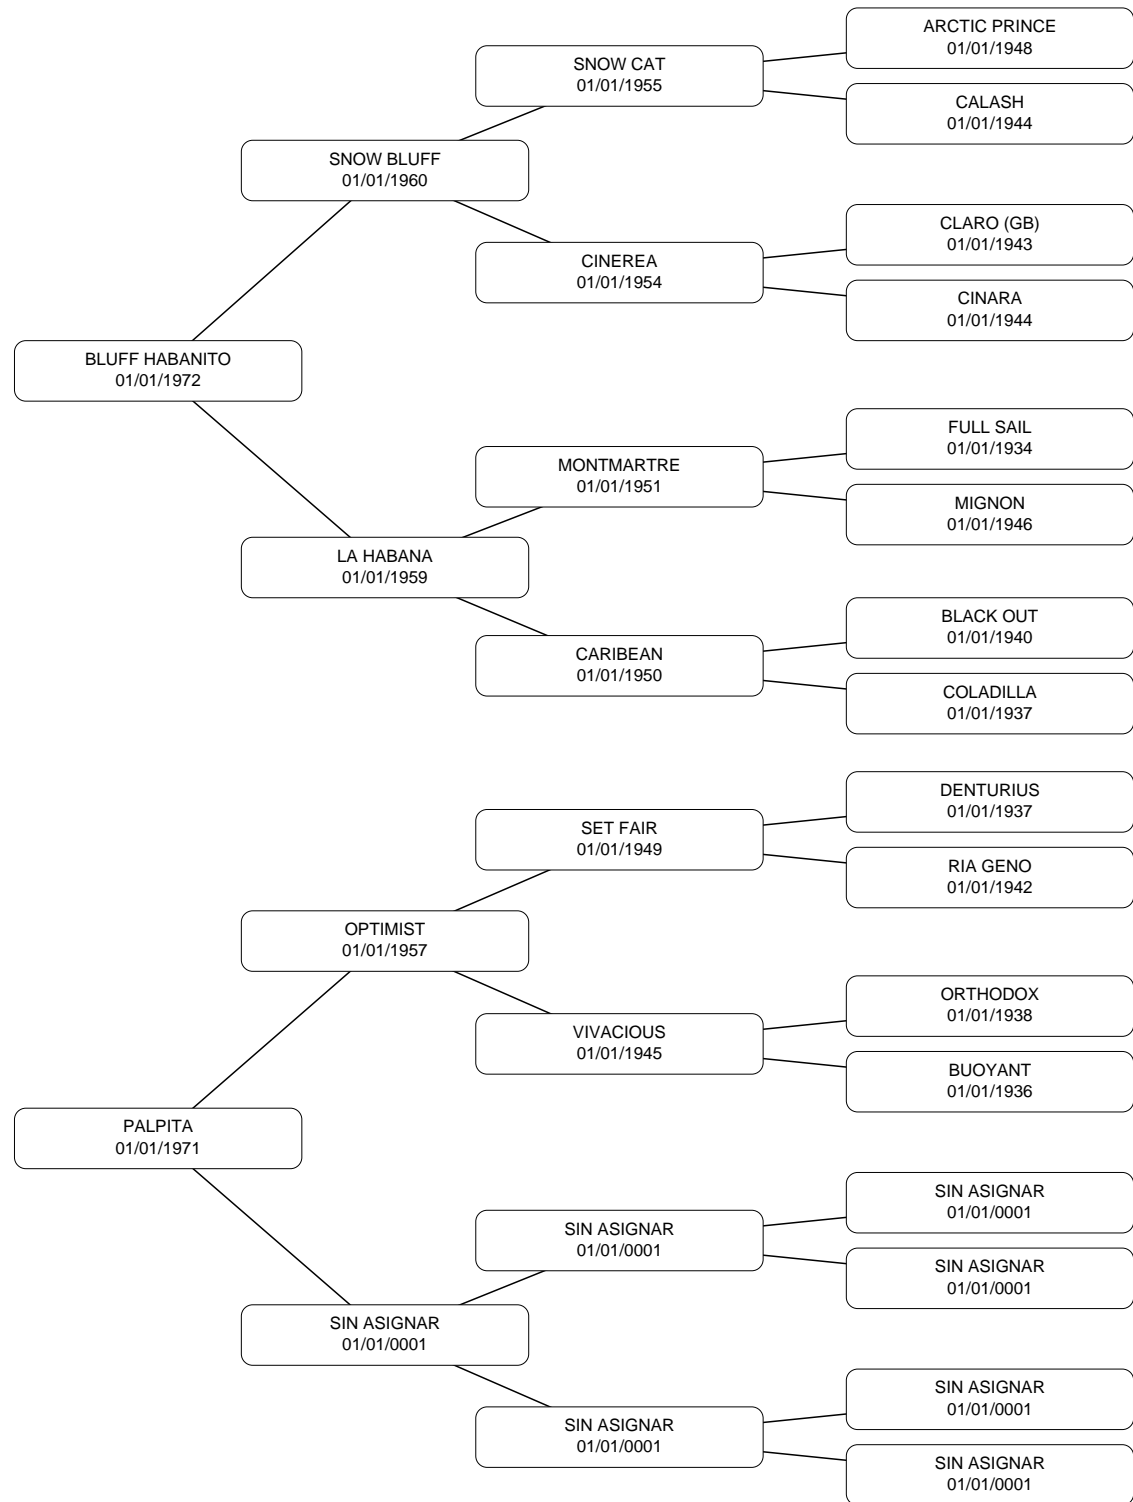 ARCTIC PRINCE
01/01/1948
SNOW CAT
01/01/1955
CALASH
01/01/1944
SNOW BLUFF
01/01/1960
CLARO (GB)
01/01/1943
CINEREA
01/01/1954
CINARA
01/01/1944
BLUFF HABANITO
01/01/1972
FULL SAIL
01/01/1934
MONTMARTRE
01/01/1951
MIGNON
01/01/1946
LA HABANA
01/01/1959
BLACK OUT
01/01/1940
CARIBEAN
01/01/1950
COLADILLA
01/01/1937
DENTURIUS
01/01/1937
SET FAIR
01/01/1949
RIA GENO
01/01/1942
OPTIMIST
01/01/1957
ORTHODOX
01/01/1938
VIVACIOUS
01/01/1945
BUOYANT
01/01/1936
PALPITA
01/01/1971
SIN ASIGNAR
01/01/0001
SIN ASIGNAR
01/01/0001
SIN ASIGNAR
01/01/0001
SIN ASIGNAR
01/01/0001
SIN ASIGNAR
01/01/0001
SIN ASIGNAR
01/01/0001
SIN ASIGNAR
01/01/0001